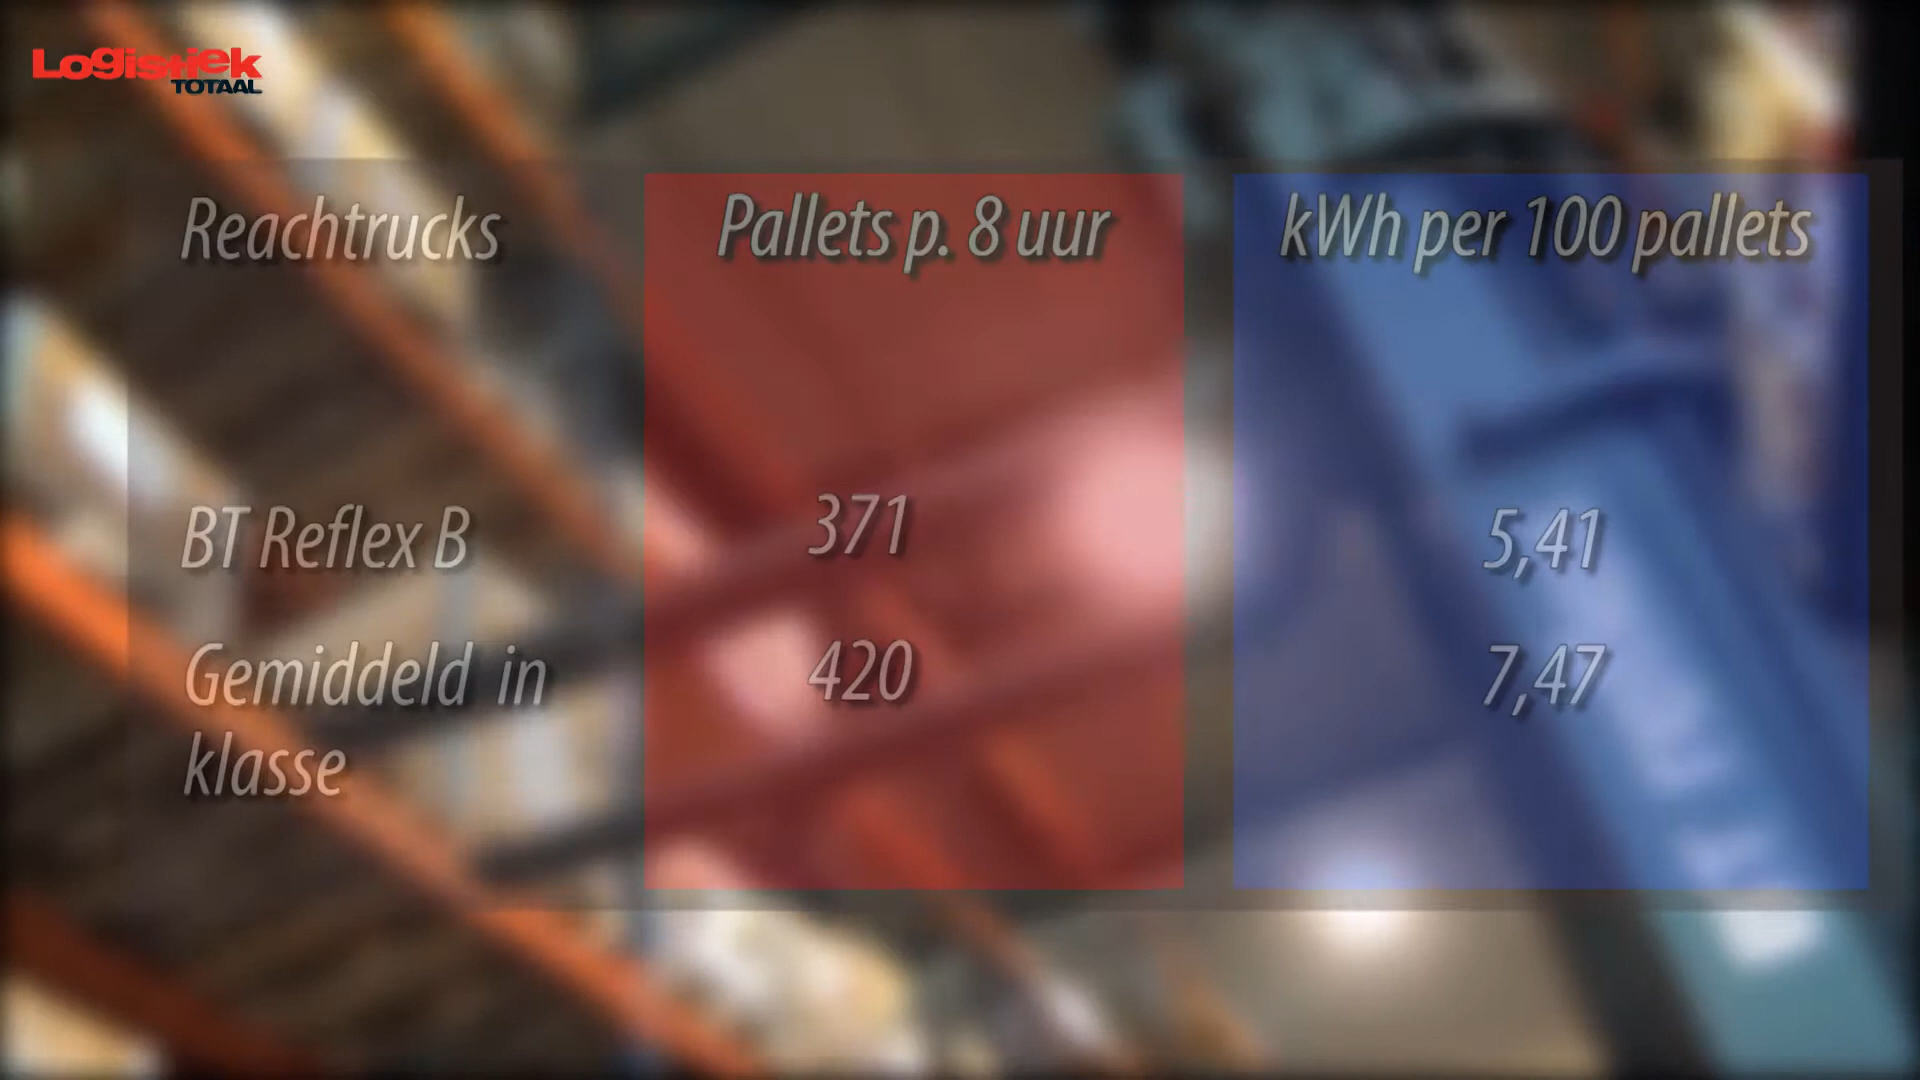 Logistiek
TOTAAL
Reachtrucks Pallets p. 8 uur kWh per 100 pallets
BT Reflex B 371 5,41
Gemiddeld in 420 7,47
klasse